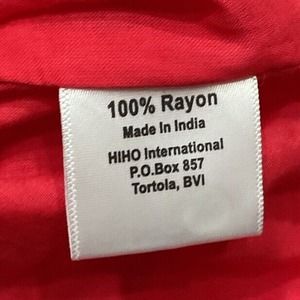 100% Rayon
Made In India
HIHO International
P.O.Box 857
Tortola, BVI